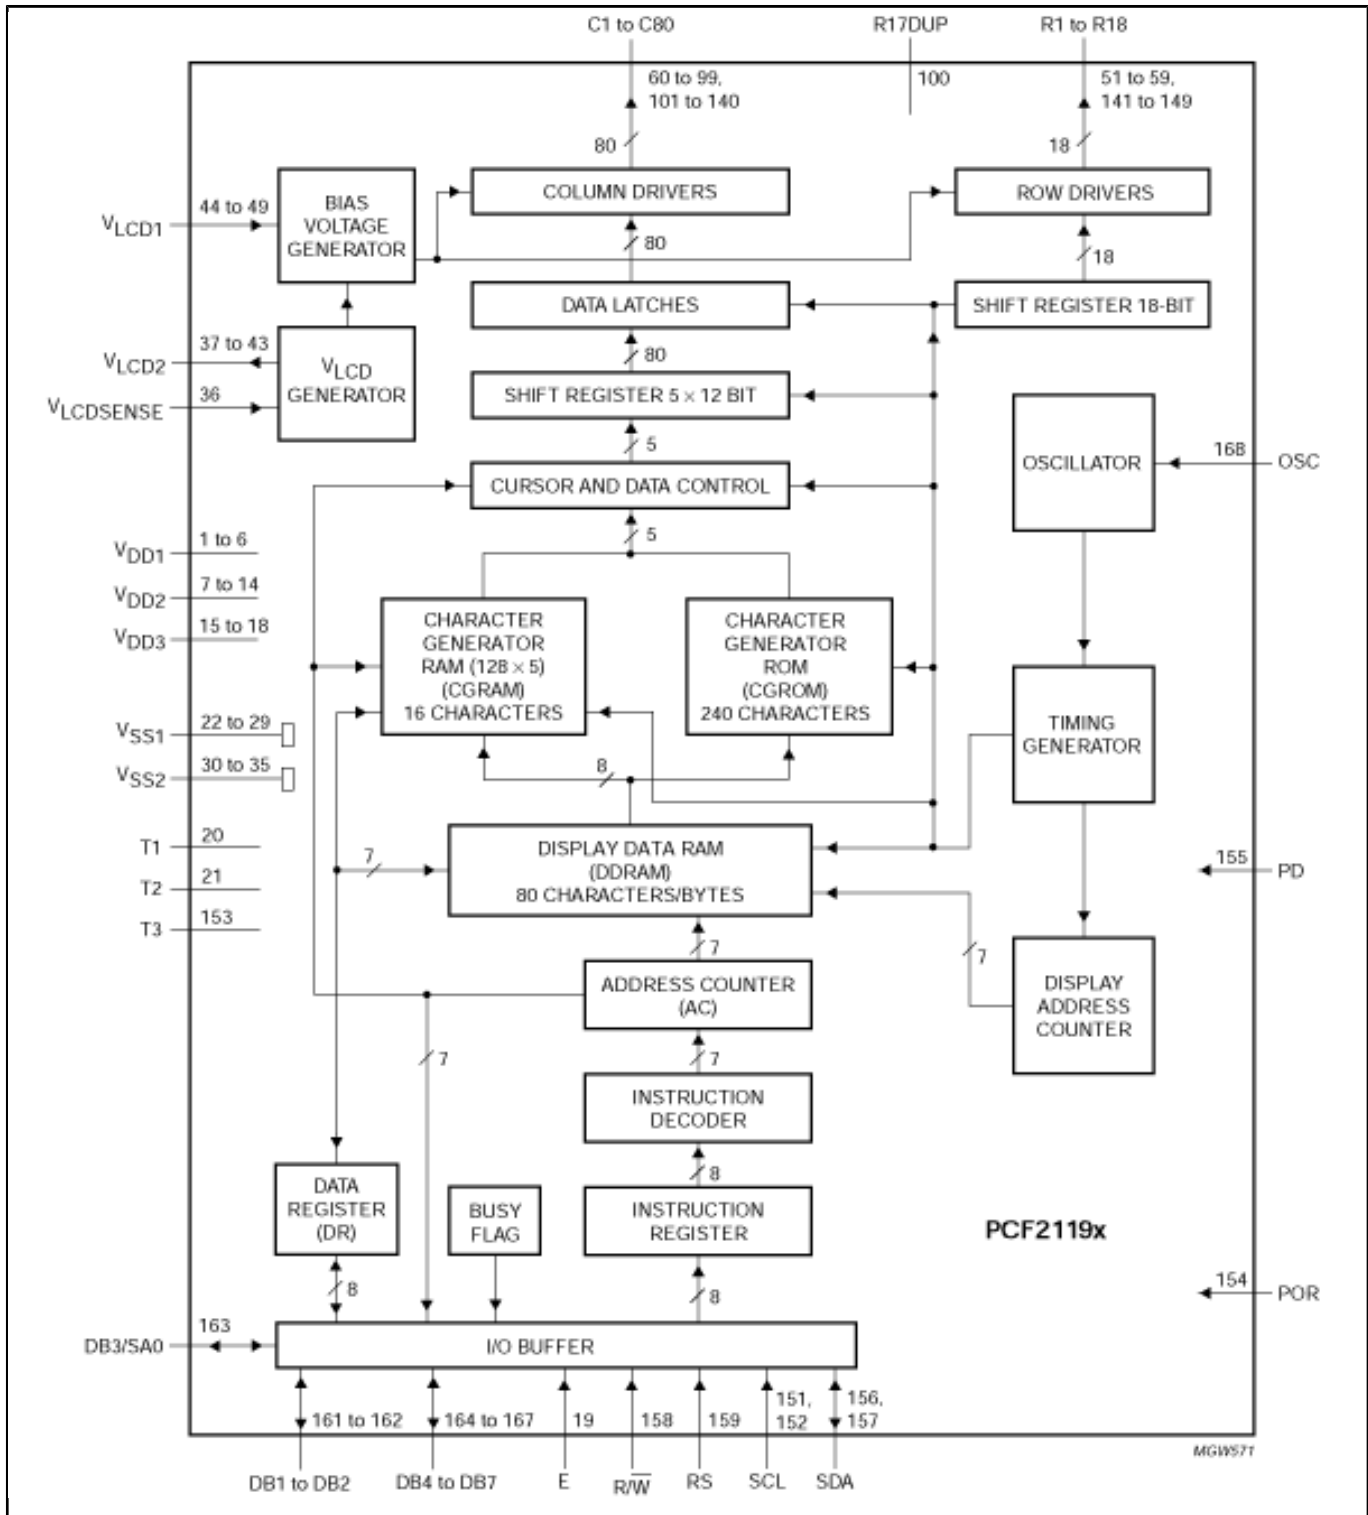 C1 to C80
R17DUP
R1 to R18
60 to 99,
101 to 140
100
51 to 59,
141 to 149
80
18
VLCD1
44 to 49
BIAS
VOLTAGE
GENERATOR
COLUMN DRIVERS
ROW DRIVERS
80
18
DATA LATCHES
SHIFT REGISTER 18-BIT
VLCD2
37 to 43
VLCD
GENERATOR
80
VLCDSENSE
36
SHIFT REGISTER 5 × 12 BIT
5
OSCILLATOR
168
OSC
CURSOR AND DATA CONTROL
5
VDD1
1 to 6
VDD2
7 to 14
VDD3
15 to 18
CHARACTER
GENERATOR
RAM (128 × 5)
(CGRAM)
16 CHARACTERS
CHARACTER
GENERATOR
ROM
(CGROM)
240 CHARACTERS
VSS1
22 to 29
VSS2
30 to 35
TIMING
GENERATOR
8
T1
20
T2
21
T3
153
7
DISPLAY DATA RAM
(DDRAM)
80 CHARACTERS/BYTES
155
PD
7
7
ADDRESS COUNTER
(AC)
DISPLAY
ADDRESS
COUNTER
7
7
INSTRUCTION
DECODER
8
DATA
REGISTER
(DR)
BUSY
FLAG
INSTRUCTION
REGISTER
PCF2119x
8
8
154
POR
DB3/SA0
163
I/O BUFFER
161 to 162
164 to 167
19
158
159
151,
152
156,
157
MGW571
DB1 to DB2
DB4 to DB7
E
R/W̅
RS
SCL
SDA